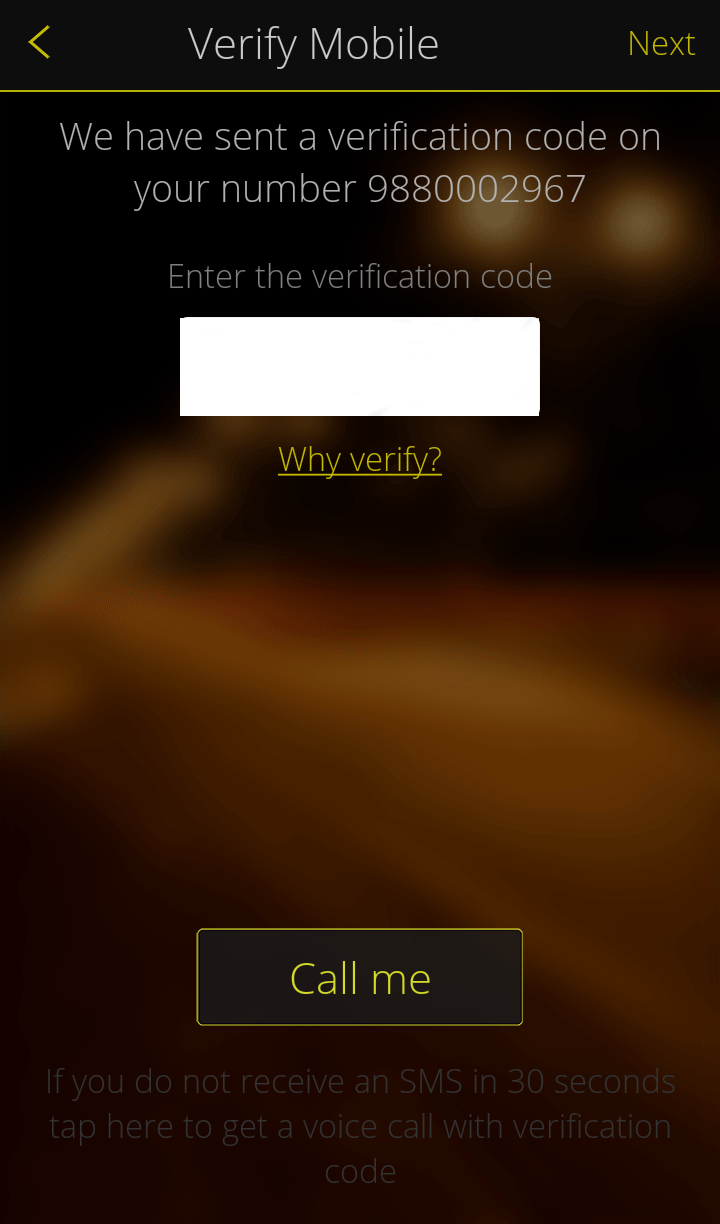 Verify Mobile
Next
We have sent a verification code on
your number 9880002967
Enter the verification code
Why verify?
Call me
If you do not receive an SMS in 30 seconds
tap here to get a voice call with verification
code